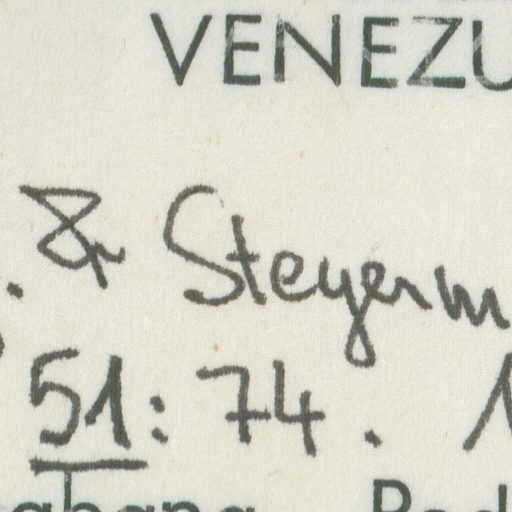 VENEZU
. & Steyerm
51: 74. 1